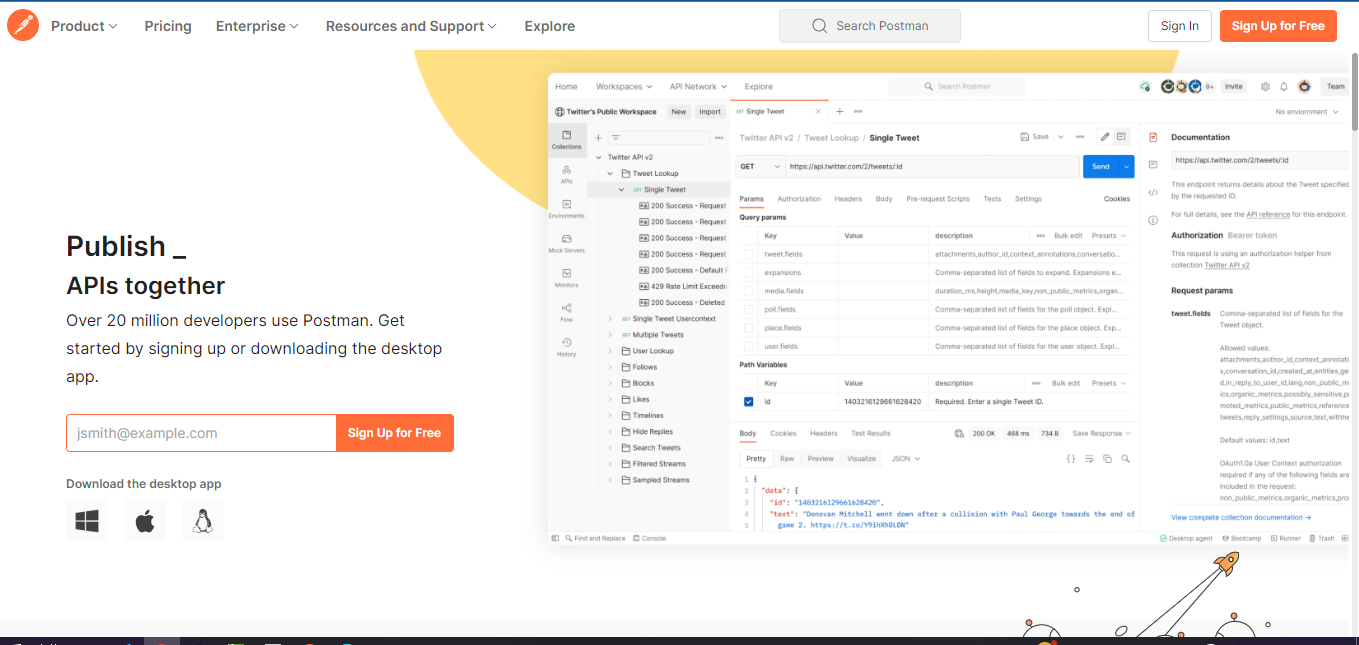 Product Pricing Enterprise Resources and Support Explore Search Postman Sign In Sign Up for Free
Publish _
APIs together
Over 20 million developers use Postman. Get
started by signing up or downloading the desktop
app.
jsmith@example.com Sign Up for Free
Download the desktop app
Home Workspaces API Network Explore Search Postman 9+ Invite Team
Twitter's Public Workspace New Import GET Single Tweet No enviornment
Collections
APIs
Environments
Mock Servers
Monitors
Flow
History
Twitter API v2
Tweet Lookup
GET Single Tweet
200 Success - Request
200 Success - Request
200 Success - Request
200 Success - Request
200 Success - Default
429 Rate Limit Exceede
200 Success - Deleted
GET Single Tweet Usercontext
GET Multiple Tweets
User Lookup
Follows
Blocks
Likes
Timelines
Hide Replies
Search Tweets
Filtered Streams
Sampled Streams
Twitter API v2 / Tweet Lookup / Single Tweet Save
GET https://api.twitter.com/2/tweets/:id Send
Params Authorization Headers Body Pre-request Scripts Tests Settings Cookies
Query params
Key Value description Bulk edit Presets
tweet.fields attachments,author_id,context_annotations,conversatio...
expansions Comma-separated list of fields to expand. Expansions e...
media.fields duration_ms,height,media_key,non_public_metrics,organ...
poll.fields Comma-separated list of fields for the poll object. Expl...
place.fields Comma-separated list of fields for the place object. Exp...
user.fields Comma-separated list of fields for the user object. Expl...
Path Variables
Key Value description Bulk edit Presets
id 1403216129661628420 Required. Enter a single Tweet ID.
Body Cookies Headers Test Results 200 OK 468 ms 734 B Save Response
Pretty Raw Preview Visualize JSON
1 {
2 "data": {
3 "id": "1403216129661628420",
4 "text": "Donovan Mitchell went down after a collision with Paul George towards the end of
5 game 2. https://t.co/Y9ihXhDLDN"
Documentation
https://api.twitter.com/2/tweets/:id
This endpoint returns details about the Tweet specified
by the requested ID.
For full details, see the API reference for this endpoint.
Authorization Bearer token
This request is using an authorization helper from
collection Twitter API v2
Request params
tweet.fields Comma-separated list of fields for the
Tweet object.
Allowed values:
attachments,author_id,context_annotati
s,conversation_id,created_at,entities,ge
d,in_reply_to_user_id,lang,non_public_m
ics,organic_metrics,possibly_sensitive,p
moted_metrics,public_metrics,reference
tweets,reply_settings,source,text,withhe
Default values: id,text
OAuth1.0a User Context authorization
required if any of the following fields are
included in the request:
non_public_metrics,organic_metrics,pro
View complete collection documentation →
Find and Replace Console Desktop agent Bootcamp Runner Trash